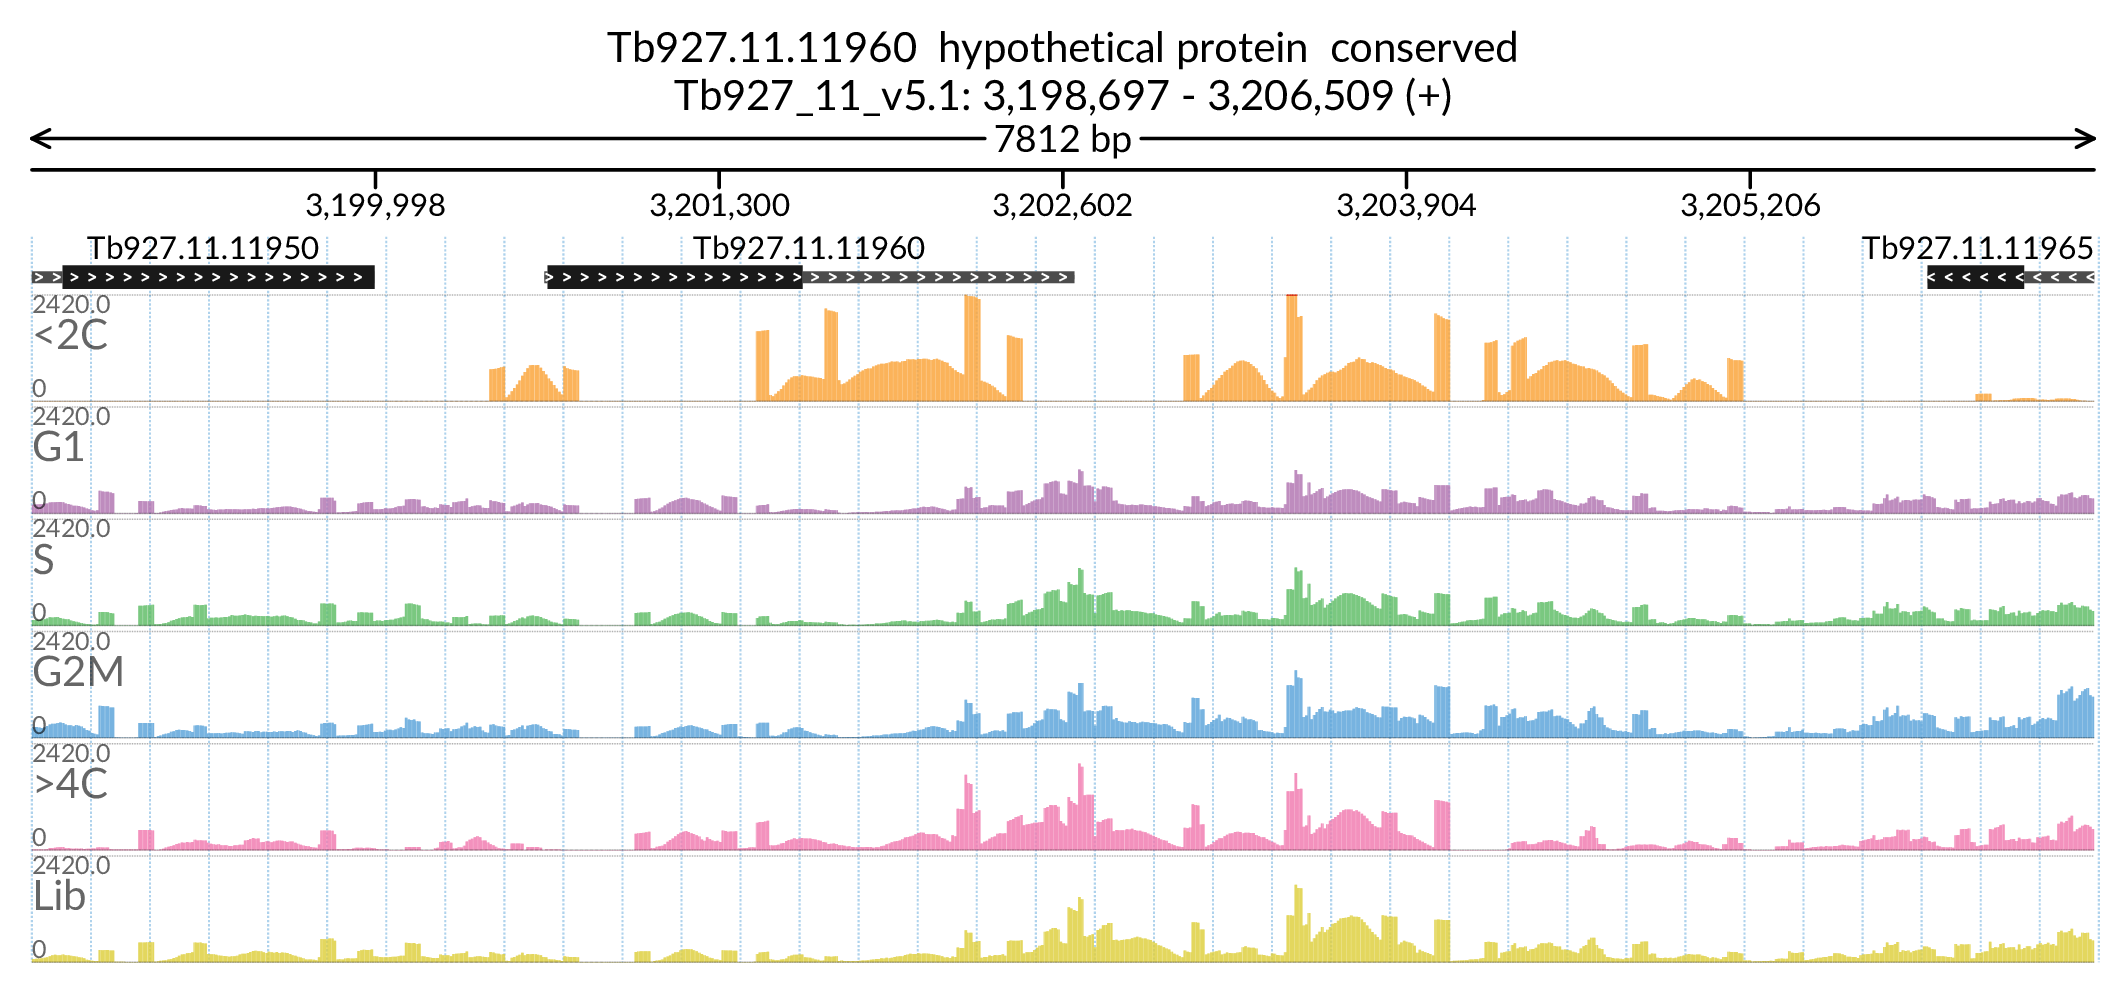 Tb927.11.11960 hypothetical protein conserved
Tb927_11_v5.1: 3,198,697 - 3,206,509 (+)
7812 bp
3,199,998 3,201,300 3,202,602 3,203,904 3,205,206
Tb927.11.11950 Tb927.11.11960 Tb927.11.11965
2420.0
<2C
0
2420.0
G1
0
2420.0
S
0
2420.0
G2M
0
2420.0
>4C
0
2420.0
Lib
0